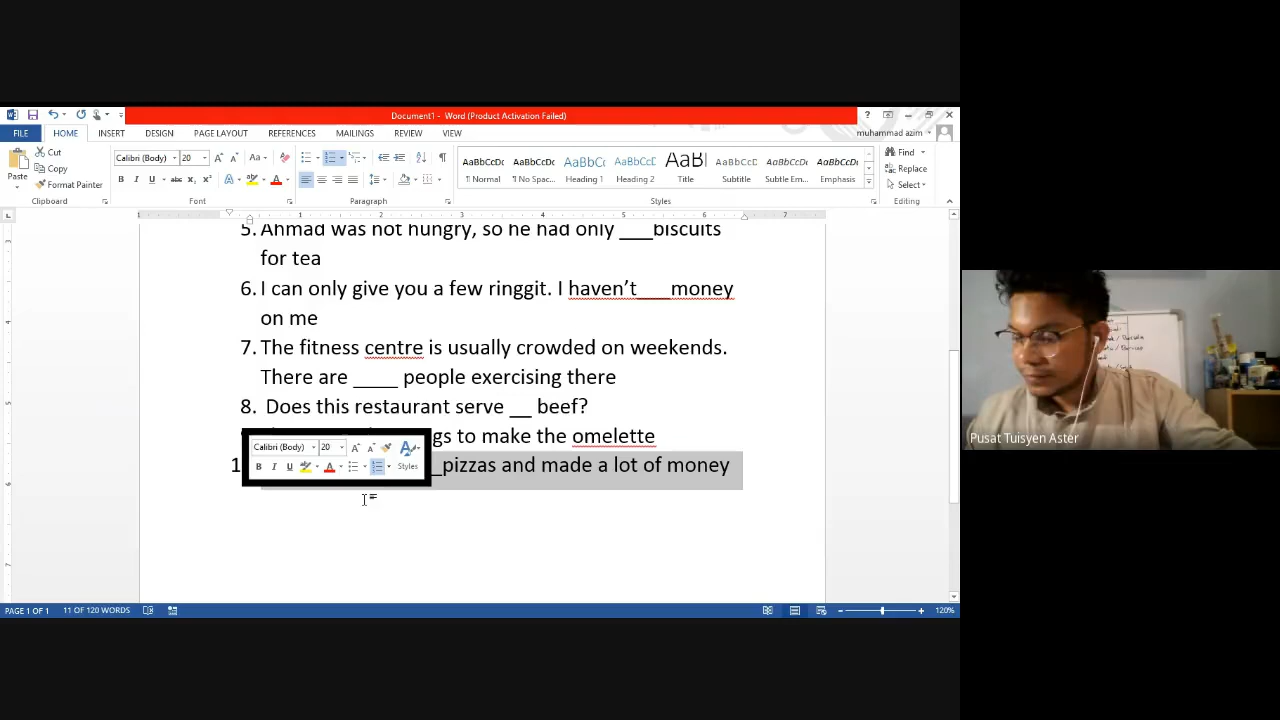 Document1 - Word (Product Activation Failed)
FILE HOME INSERT DESIGN PAGE LAYOUT REFERENCES MAILINGS REVIEW VIEW
muhammad azim
Cut
Copy
Format Painter
Paste
Calibri (Body) 20
AaBbCcDc AaBbCcDc AaBbCc AaBbCcD AaBl AaBbCcD AaBbCcDc AaBbCcDc
¶ Normal ¶ No Spac... Heading 1 Heading 2 Title Subtitle Subtle Em... Emphasis
Find
Replace
Select
Clipboard Font Paragraph Styles Editing
5. Ahmad was not hungry, so he had only ___biscuits
for tea
6. I can only give you a few ringgit. I haven’t___money
on me
7. The fitness centre is usually crowded on weekends.
There are ____ people exercising there
8. Does this restaurant serve __ beef?
gs to make the omelette
_pizzas and made a lot of money
Calibri (Body) 20
Styles
PAGE 1 OF 1 11 OF 120 WORDS
120%
Pusat Tuisyen Aster